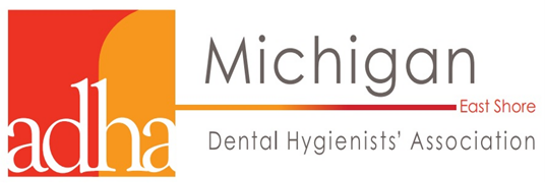 adha
Michigan
East Shore
Dental Hygienists' Association